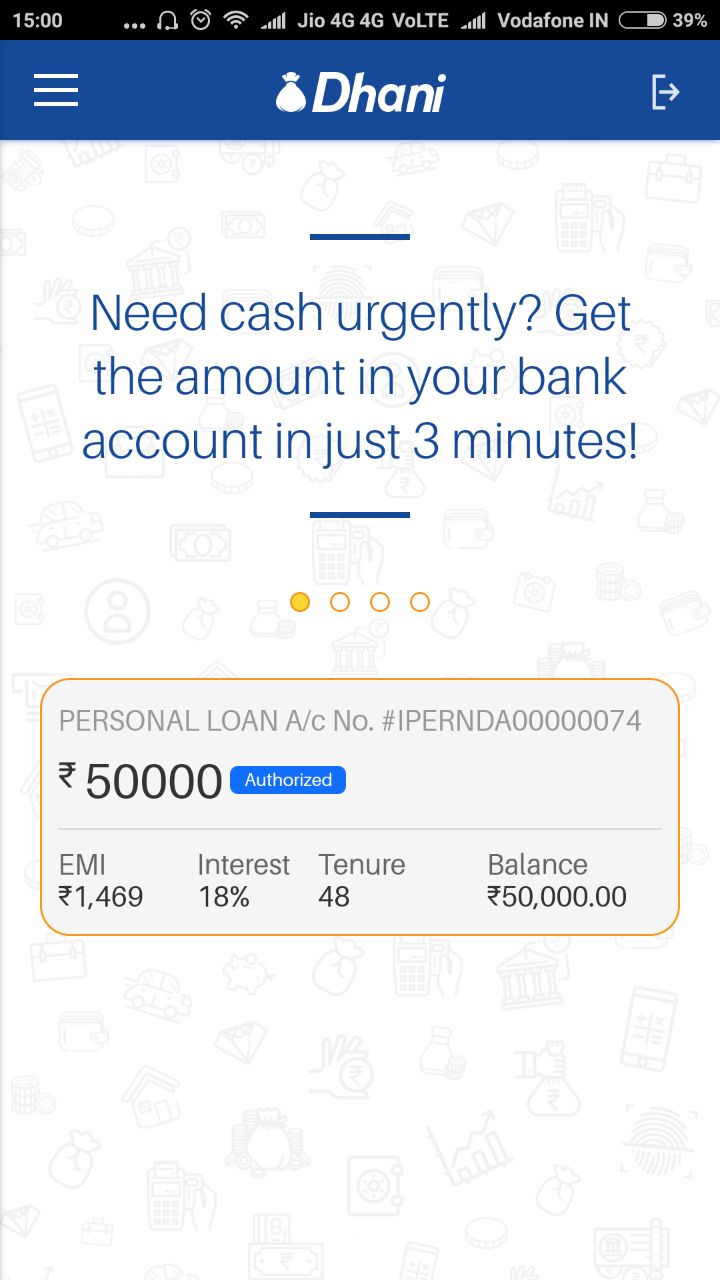 15:00 ... Jio 4G 4G VoLTE Vodafone IN 39%
Dhani
Need cash urgently? Get
the amount in your bank
account in just 3 minutes!
PERSONAL LOAN A/c No. #IPERNDA00000074
₹ 50000 Authorized
EMI Interest Tenure Balance
₹1,469 18% 48 ₹50,000.00